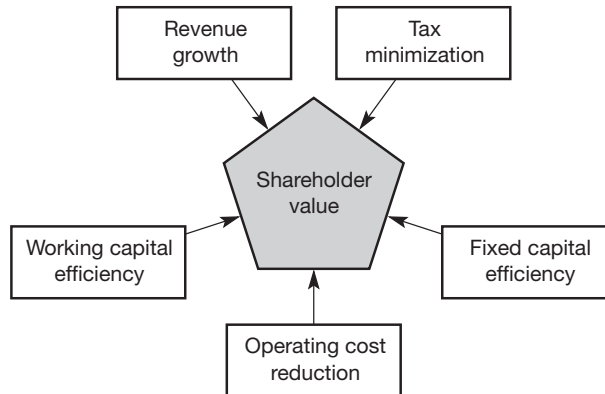 Revenue
growth
Tax
minimization
Shareholder
value
Working capital
efficiency
Fixed capital
efficiency
Operating cost
reduction